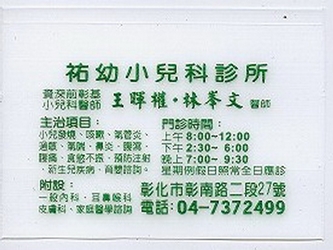 祐幼小兒科診所
資深前彰基
小兒科醫師 王暉權・林峯文 醫師
主治項目：
小兒發燒、咳嗽、氣管炎、
過敏、氣喘、鼻炎、腹瀉、
腹痛、食慾不振、預防注射
、新生兒疾病、育嬰諮詢。
門診時間：
上午 8:00～12:00
下午 2:30～ 6:00
晚上 7:00～ 9:30
星期例假日照常全日應診
附設：
一般內科、耳鼻喉科
皮膚科、家庭醫學諮詢
彰化市彰南路二段27號
電話：04-7372499